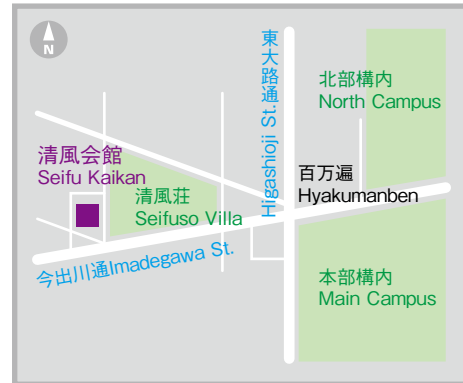 N
東大路通
Higashioji St.
北部構内
North Campus
清風会館
Seifu Kaikan
清風荘
Seifuso Villa
百万遍
Hyakumanben
今出川通Imadegawa St.
本部構内
Main Campus